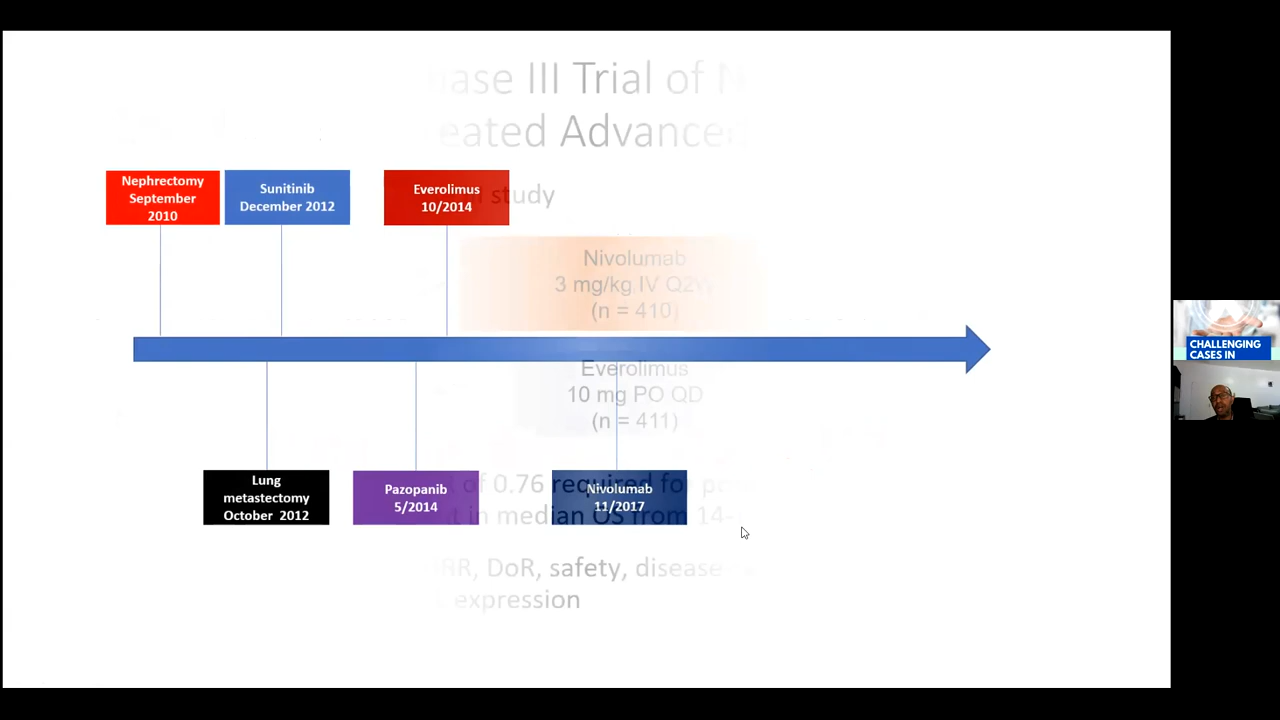 ase III Trial of N
eated Advanced
study
Nephrectomy
September
2010
Sunitinib
December 2012
Everolimus
10/2014
Nivolumab
3 mg/kg IV Q2W
(n = 410)
Everolimus
10 mg PO QD
(n = 411)
Lung
metastectomy
October 2012
Pazopanib
5/2014
Nivolumab
11/2017
of 0.76 required for
in median OS from 14-
RR, DoR, safety, disease
expression
CHALLENGING
CASES IN